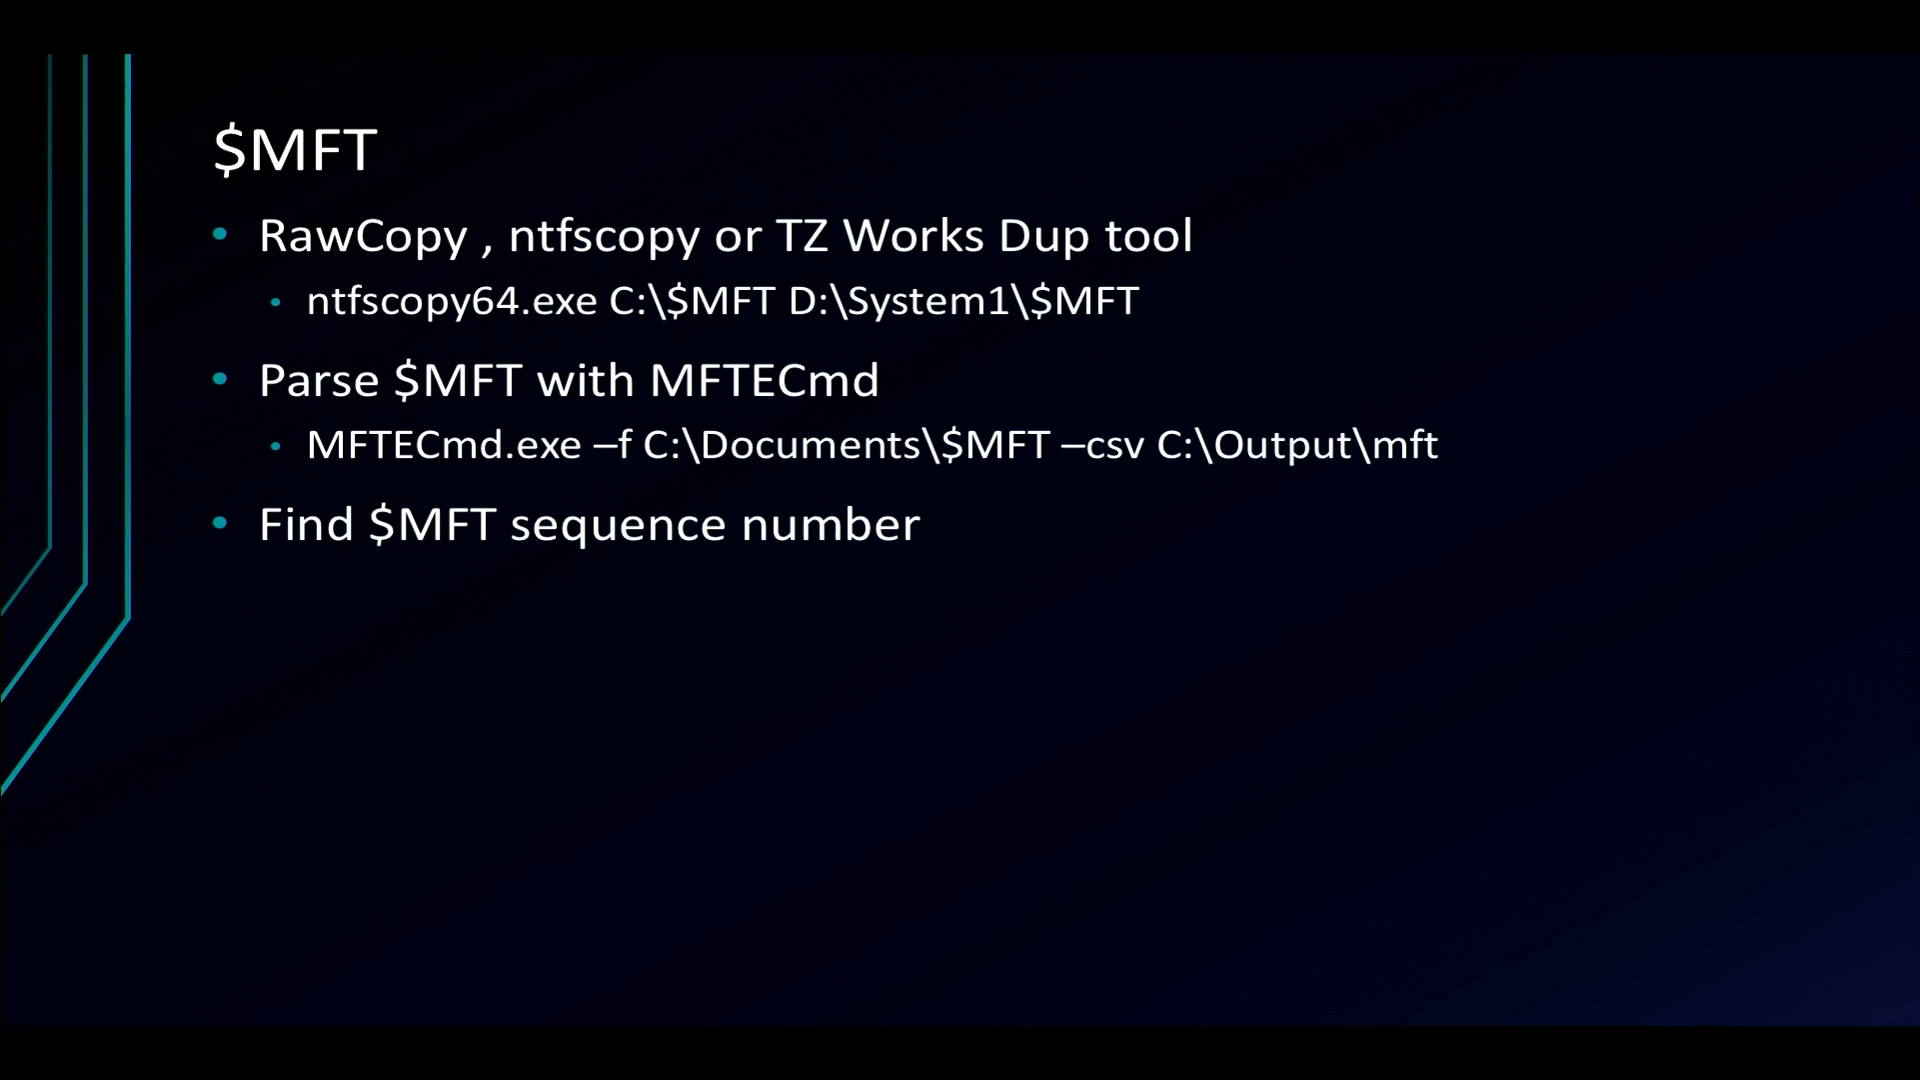 $MFT
• RawCopy , ntfscopy or TZ Works Dup tool
• ntfscopy64.exe C:\$MFT D:\System1\$MFT
• Parse $MFT with MFTECmd
• MFTECmd.exe –f C:\Documents\$MFT –csv C:\Output\mft
• Find $MFT sequence number